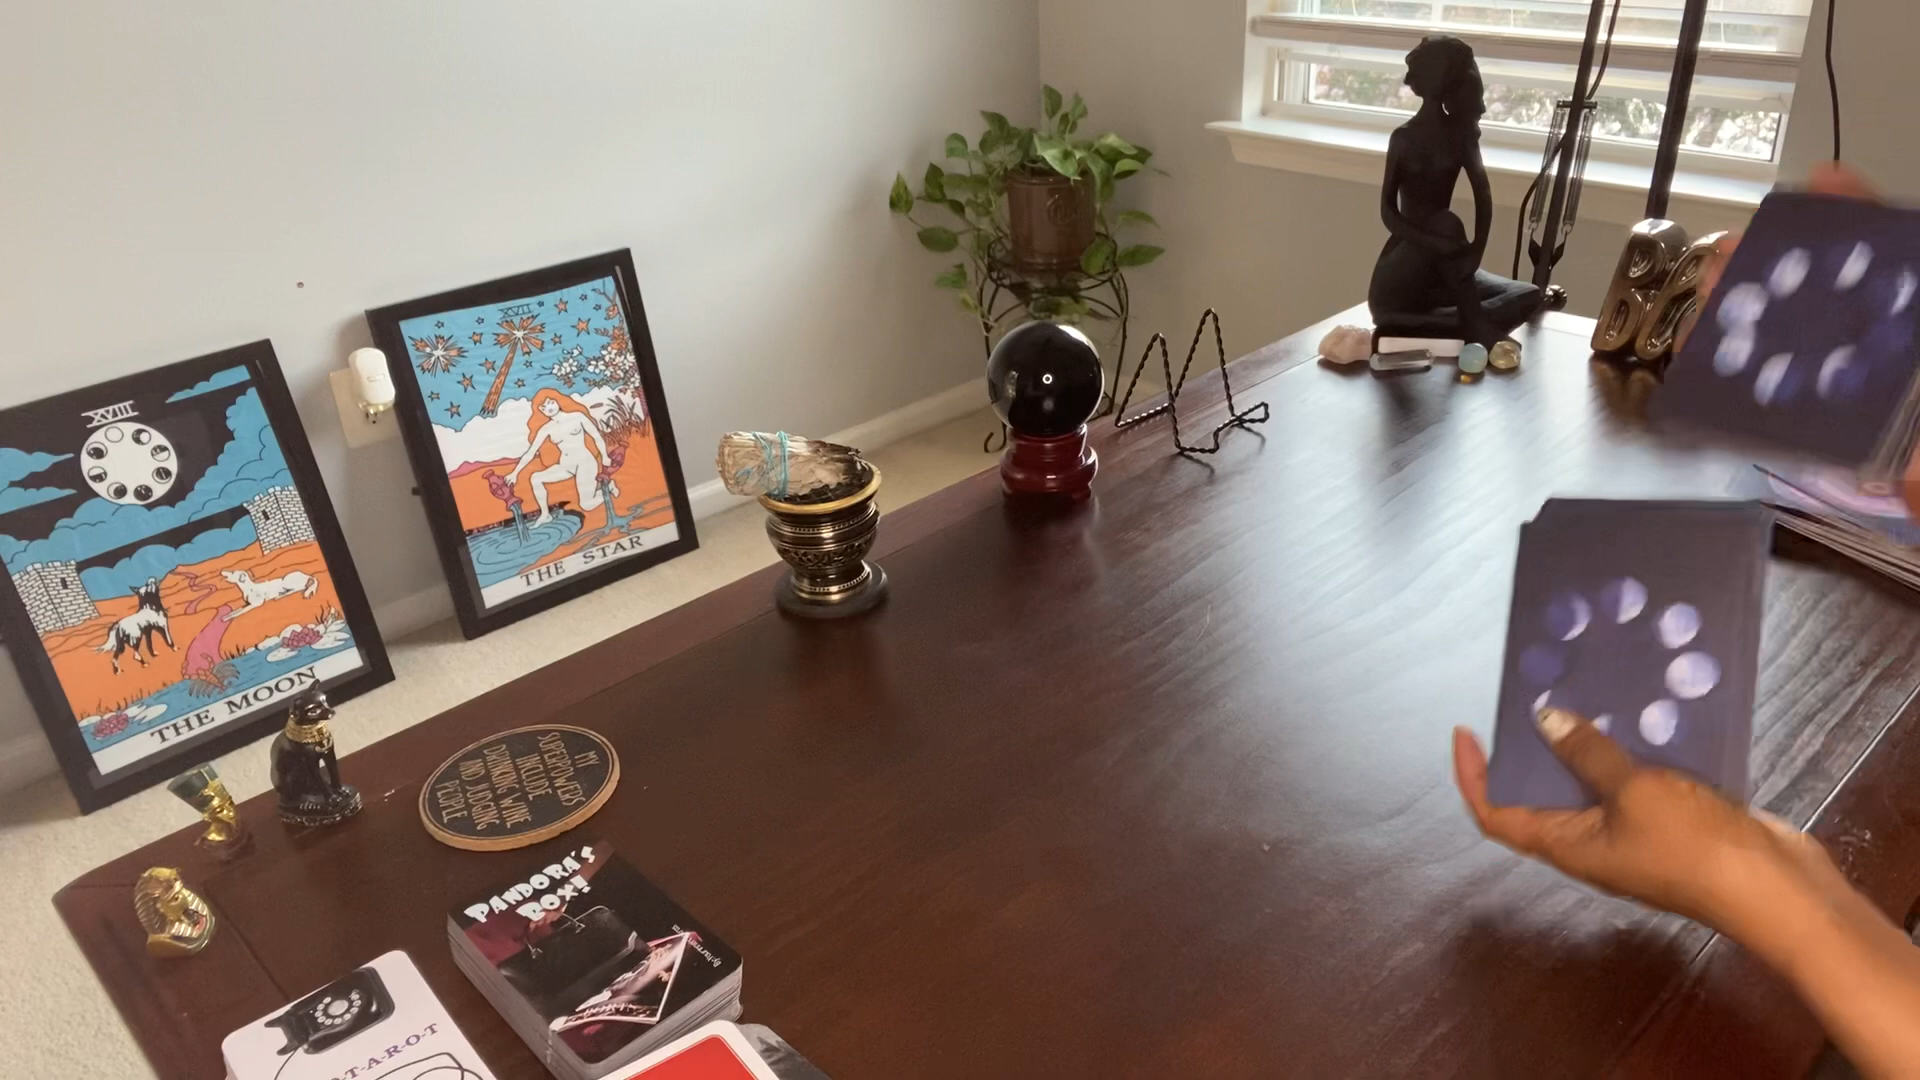 XVIII
THE MOON
XVII
THE STAR
MY
SUPERPOWERS
INCLUDE
DRINKING WINE
AND JUDGING
PEOPLE
PANDORA'S
BOX!
T-A-R-O-T